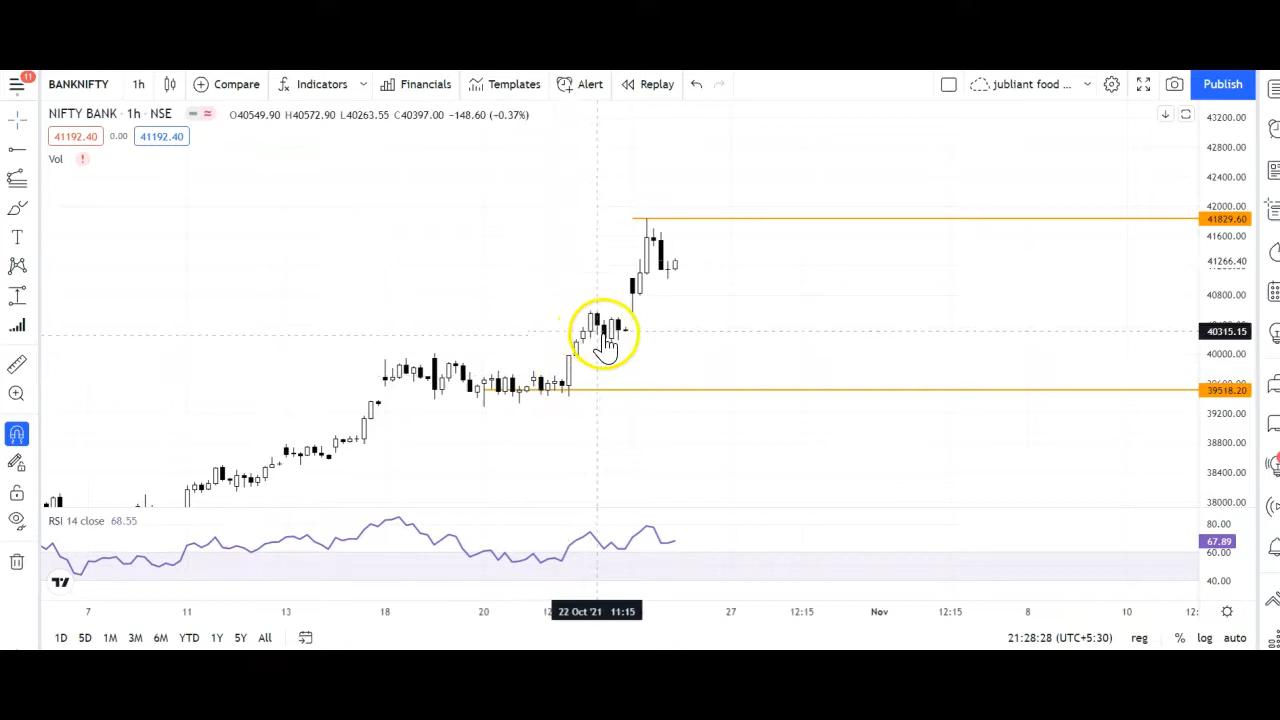 11
BANKNIFTY 1h Compare Indicators Financials Templates Alert Replay jubliant food ... Publish
NIFTY BANK · 1h · NSE O40549.90 H40572.90 L40263.55 C40397.00 −148.60 (−0.37%)
41192.40 0.00 41192.40
Vol !
43200.00
42800.00
42400.00
42000.00
41829.60
41600.00
41266.40
40800.00
40315.15
40000.00
39518.20
39200.00
38800.00
38400.00
38000.00
RSI 14 close 68.55
80.00
67.89
60.00
40.00
7 11 13 18 20 22 Oct '21 11:15 27 12:15 Nov 12:15 8 10 12:
1D 5D 1M 3M 6M YTD 1Y 5Y All 21:28:28 (UTC+5:30) reg % log auto